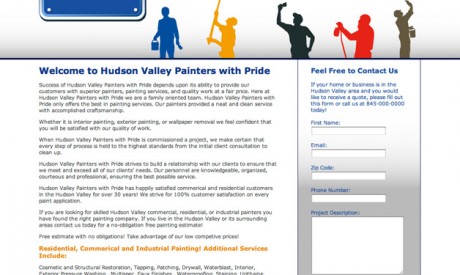 Welcome to Hudson Valley Painters with Pride
Success of Hudson Valley Painters with Pride depends upon its ability to provide our
customers with superior painters, painting services, and quality work at a fair price. Here at
Hudson Valley Painters with Pride we are a family oriented team. Hudson Valley Painters with
Pride only offers the best in painting services. Our painters provided a neat and clean service
with accomplished craftsmanship.
Whether it is interior painting, exterior painting, or wallpaper removal we feel confident that
you will be satisfied with our quality of work.
When Hudson Valley Painters with Pride is commissioned a project, we make certain that
every step of process is held to the highest standards from the initial client consultation to
clean up.
Hudson Valley Painters with Pride strives to build a relationship with our clients to ensure that
we meet and exceed all of our clients' needs. Our personnel are knowledgeable, organized,
courteous and professional, ensuring the best possible service.
Hudson Valley Painters with Pride has happily satisfied commercial and residential customers
in the Hudson Valley for over 30 years! We strive for 100% customer satisfaction on every
paint application.
If you are looking for skilled Hudson Valley commercial, residential, or industrial painters you
have found the right painting company. If you live in the Hudson Valley or its surrounding
areas contact us today for a no-obligation free painting estimate!
Free estimate with no obligations! Take advantage of our low competive prices!
Residential, Commerical and Industrial Painting! Additional Services
Include:
Cosmetic and Structural Restoration, Tapping, Patching, Drywall, Waterblast, Interior,
Exterior Pressure Washing, Multiser, Faux Finishes, Waterproofing, Staining, Urithane
Feel Free to Contact Us
If your home or business is in the
Hudson Valley area and you would
like to receive a quote, please fill out
this form or call us at 845-000-0000
today!
First Name:
Email:
Zip Code:
Phone Number:
Project Description: